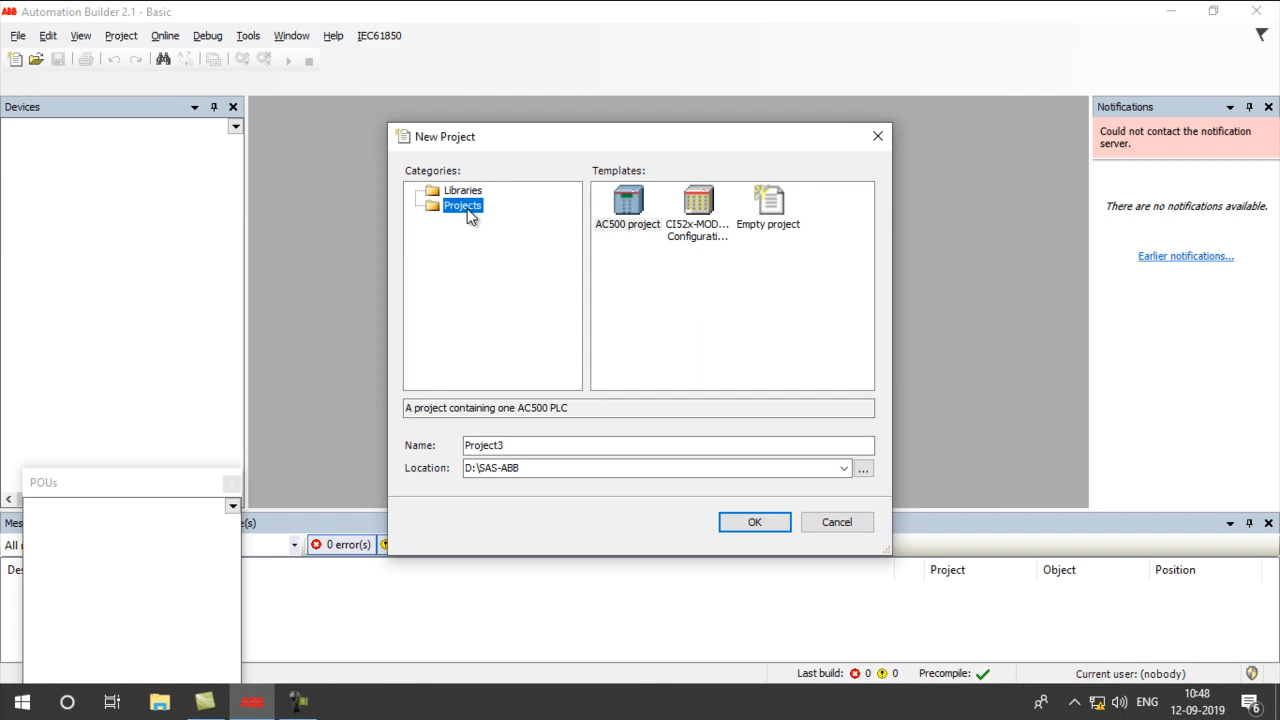 ABB Automation Builder 2.1 - Basic
File Edit View Project Online Debug Tools Window Help IEC61850
Devices
New Project
Categories:
Libraries
Projects
Templates:
AC500 project
CI52x-MOD...
Configurati...
Empty project
A project containing one AC500 PLC
Name: Project3
Location: D:\SAS-ABB
...
OK Cancel
Notifications
Could not contact the notification
server.
There are no notifications available.
Earlier notifications...
POUs
0 error(s)
Project Object Position
Last build: 0 0 Precompile: Current user: (nobody)
ABB
ENG
10:48
12-09-2019
6